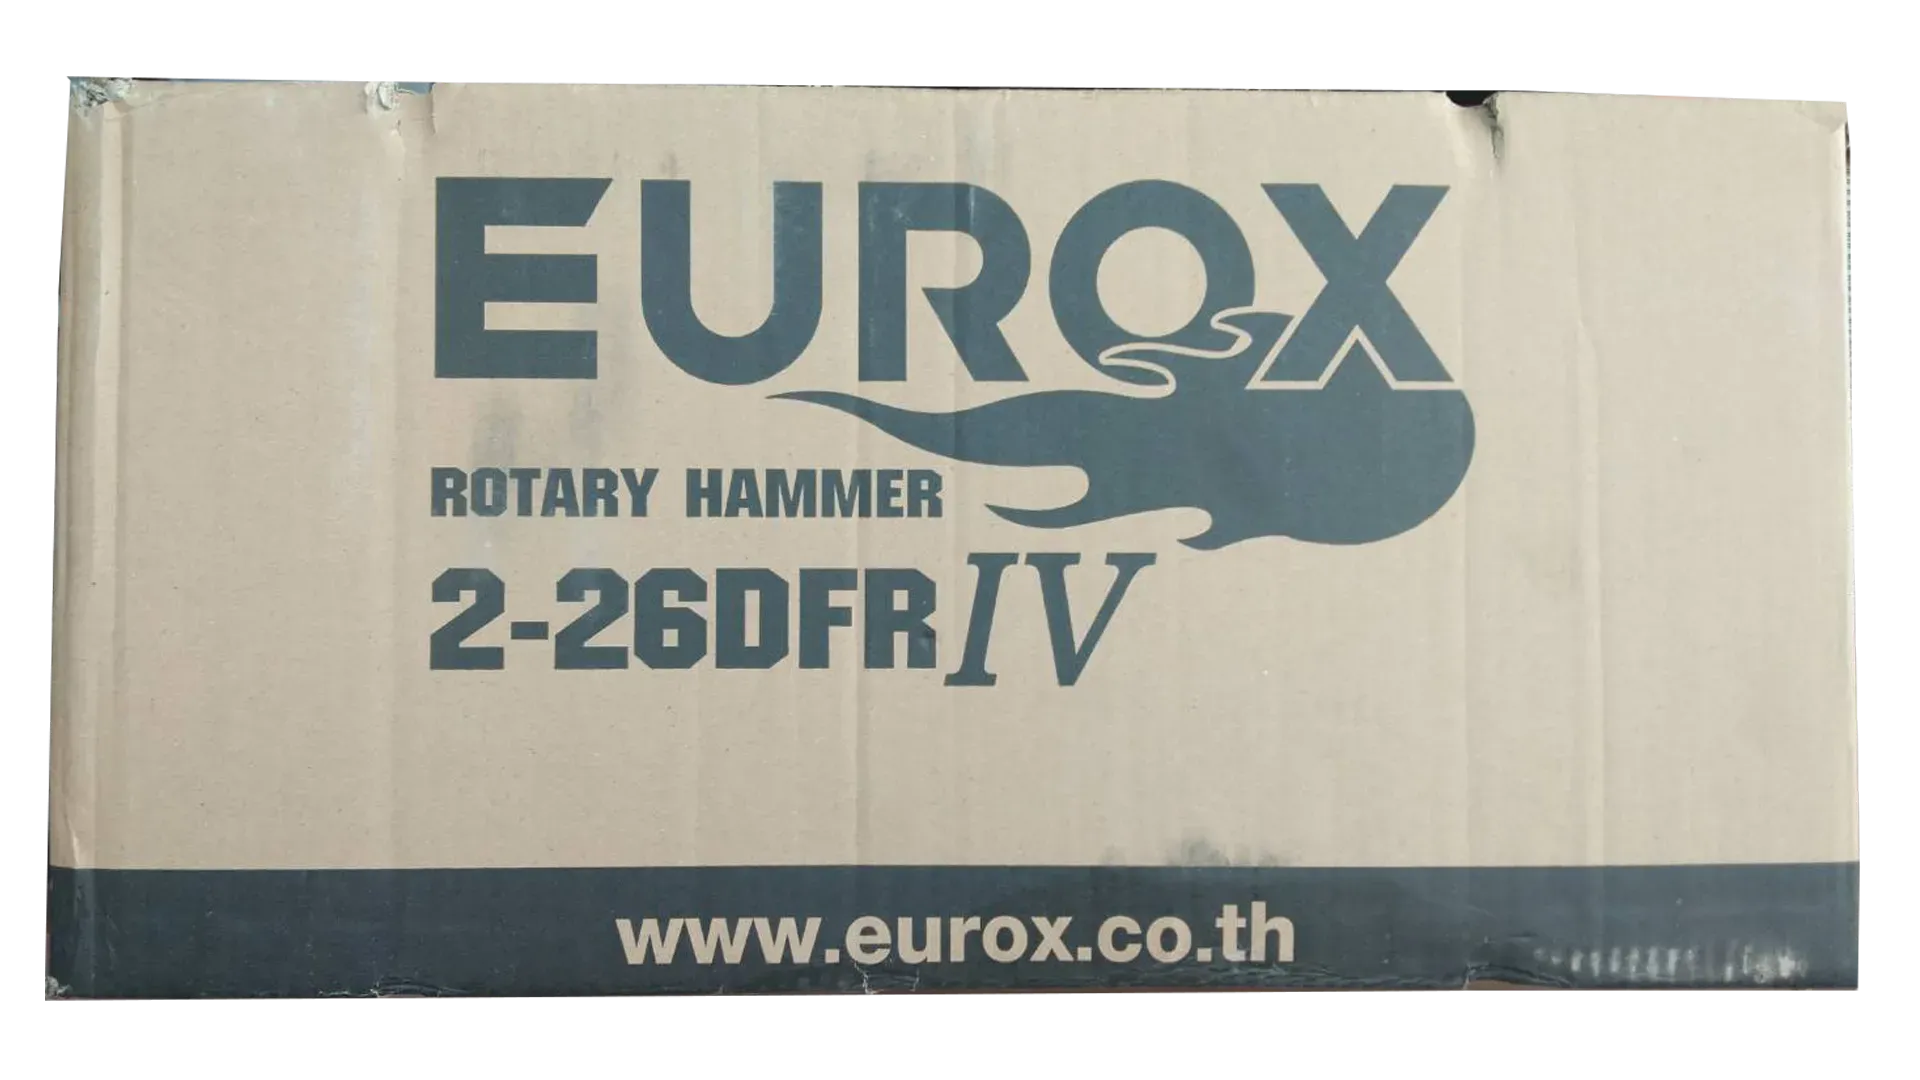 EUROX
ROTARY HAMMER
2-26DFR IV
www.eurox.co.th